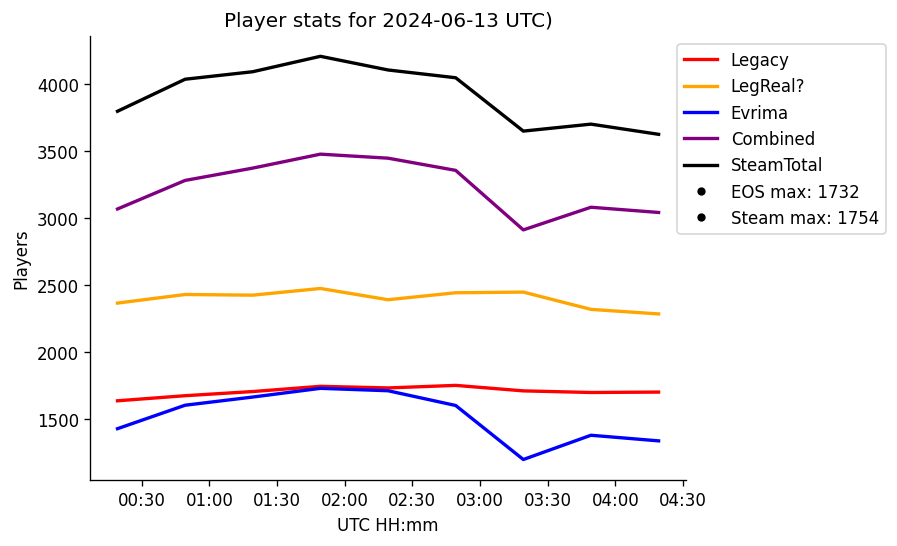 Player stats for 2024-06-13 UTC)
Players
4000
3500
3000
2500
2000
1500
00:30 01:00 01:30 02:00 02:30 03:00 03:30 04:00 04:30
UTC HH:mm
Legacy
LegReal?
Evrima
Combined
SteamTotal
EOS max: 1732
Steam max: 1754